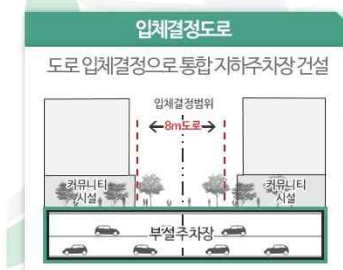 입체결정도로
도로 입체결정으로 통합 지하주차장 건설
입체결정범위
8m도로
커뮤니티
시설
커뮤니티
시설
부설주차장